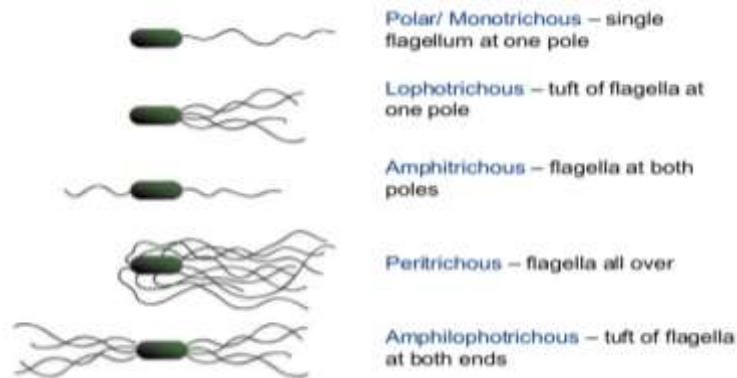 Polar/ Monotrichous – single
flagellum at one pole
Lophotrichous – tuft of flagella at
one pole
Amphitrichous – flagella at both
poles
Peritrichous – flagella all over
Amphilophotrichous – tuft of flagella
at both ends